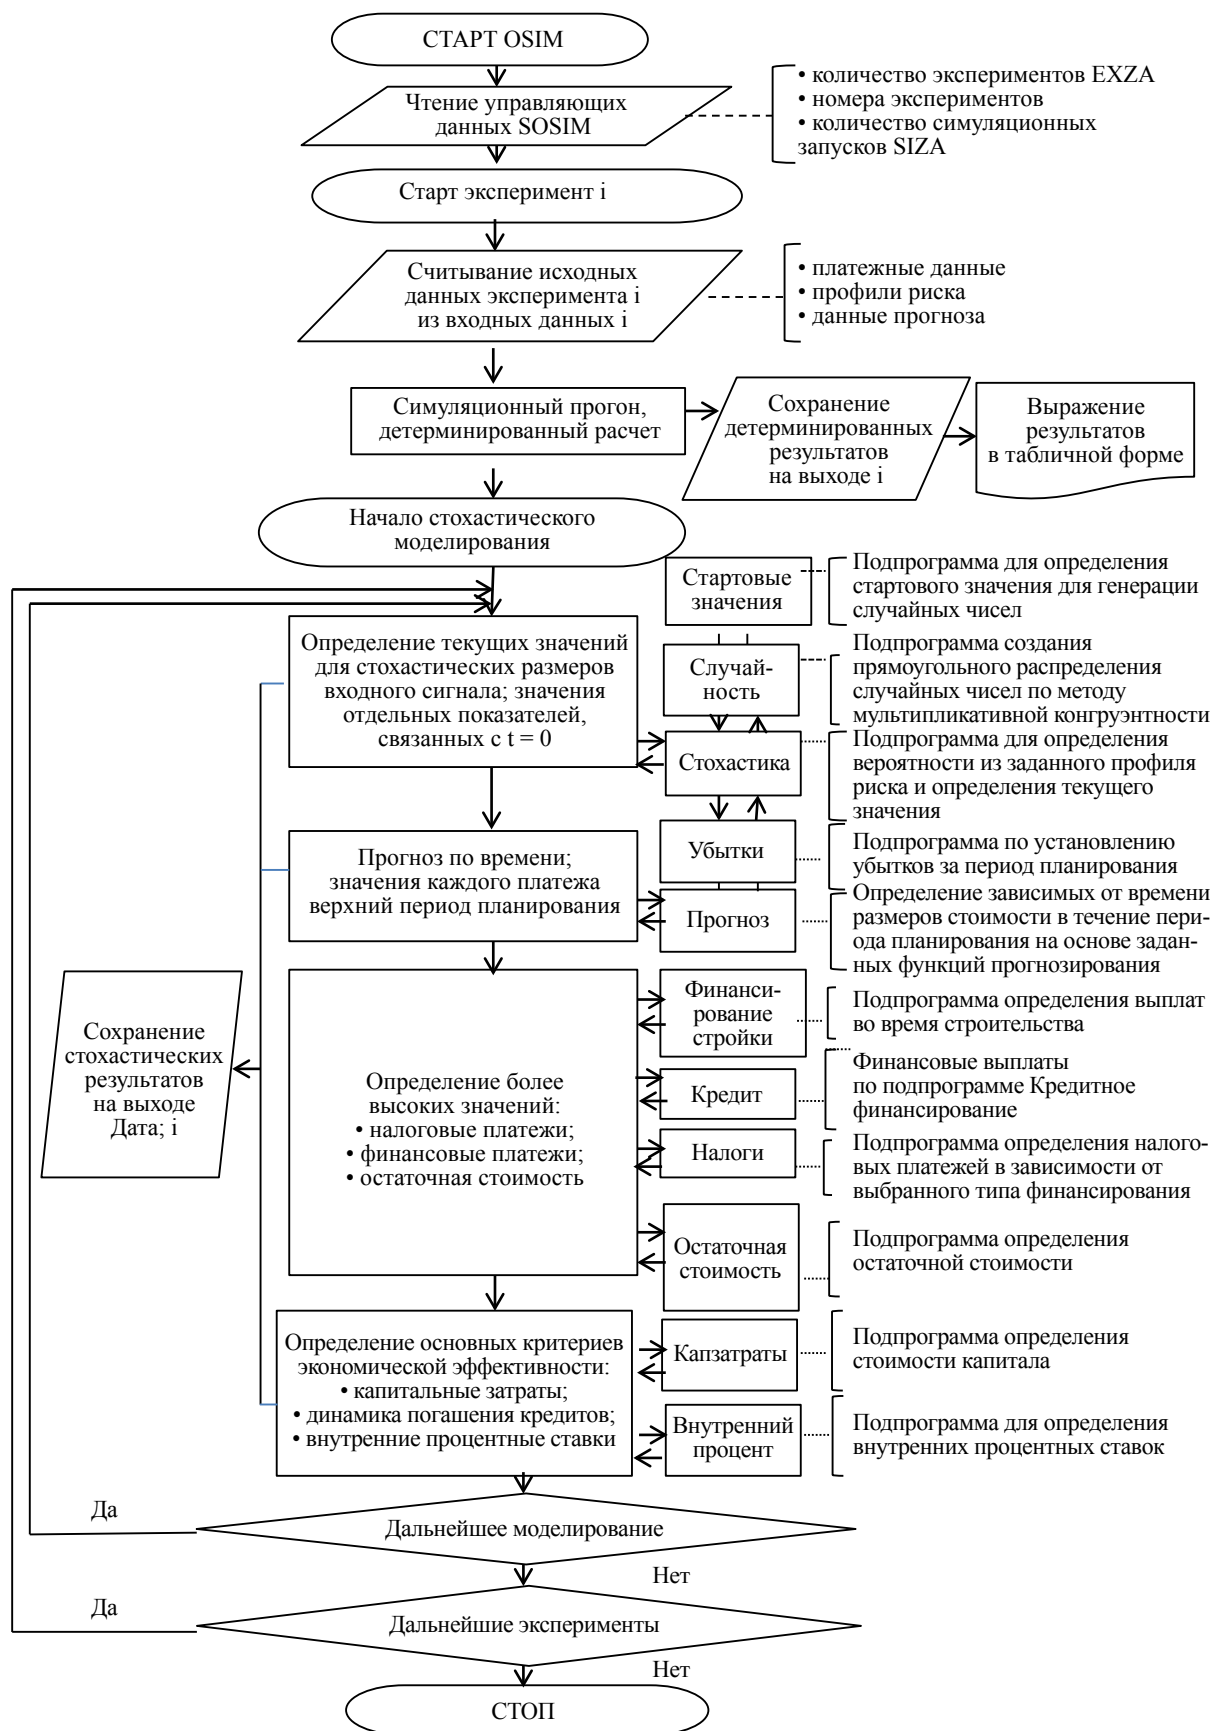 СТАРТ OSIM
Чтение управляющих
данных SOSIM
• количество экспериментов EXZA
• номера экспериментов
• количество симуляционных
запусков SIZA
Старт эксперимент i
Считывание исходных
данных эксперимента i
из входных данных i
• платежные данные
• профили риска
• данные прогноза
Симуляционный прогон,
детерминированный расчет
Сохранение
детерминированных
результатов
на выходе i
Выражение
результатов
в табличной форме
Начало стохастического
моделирования
Стартовые
значения
Подпрограмма для определения
стартового значения для генерации
случайных чисел
Определение текущих значений
для стохастических размеров
входного сигнала; значения
отдельных показателей,
связанных с t = 0
Случай-
ность
Подпрограмма создания
прямоугольного распределения
случайных чисел по методу
мультипликативной конгруэнтности
Стохастика
Подпрограмма для определения
вероятности из заданного профиля
риска и определения текущего
значения
Прогноз по времени;
значения каждого платежа
верхний период планирования
Убытки
Подпрограмма по установлению
убытков за период планирования
Прогноз
Определение зависимых от времени
размеров стоимости в течение пери-
ода планирования на основе задан-
ных функций прогнозирования
Сохранение
стохастических
результатов
на выходе
Дата; i
Определение более
высоких значений:
• налоговые платежи;
• финансовые платежи;
• остаточная стоимость
Финанси-
рование
стройки
Подпрограмма определения выплат
во время строительства
Кредит
Финансовые выплаты
по подпрограмме Кредитное
финансирование
Налоги
Подпрограмма определения налого-
вых платежей в зависимости от
выбранного типа финансирования
Остаточная
стоимость
Подпрограмма определения
остаточной стоимости
Определение основных критериев
экономической эффективности:
• капитальные затраты;
• динамика погашения кредитов;
• внутренние процентные ставки
Капзатраты
Подпрограмма определения
стоимости капитала
Внутренний
процент
Подпрограмма для определения
внутренних процентных ставок
Да
Дальнейшее моделирование
Нет
Да
Дальнейшие эксперименты
Нет
СТОП